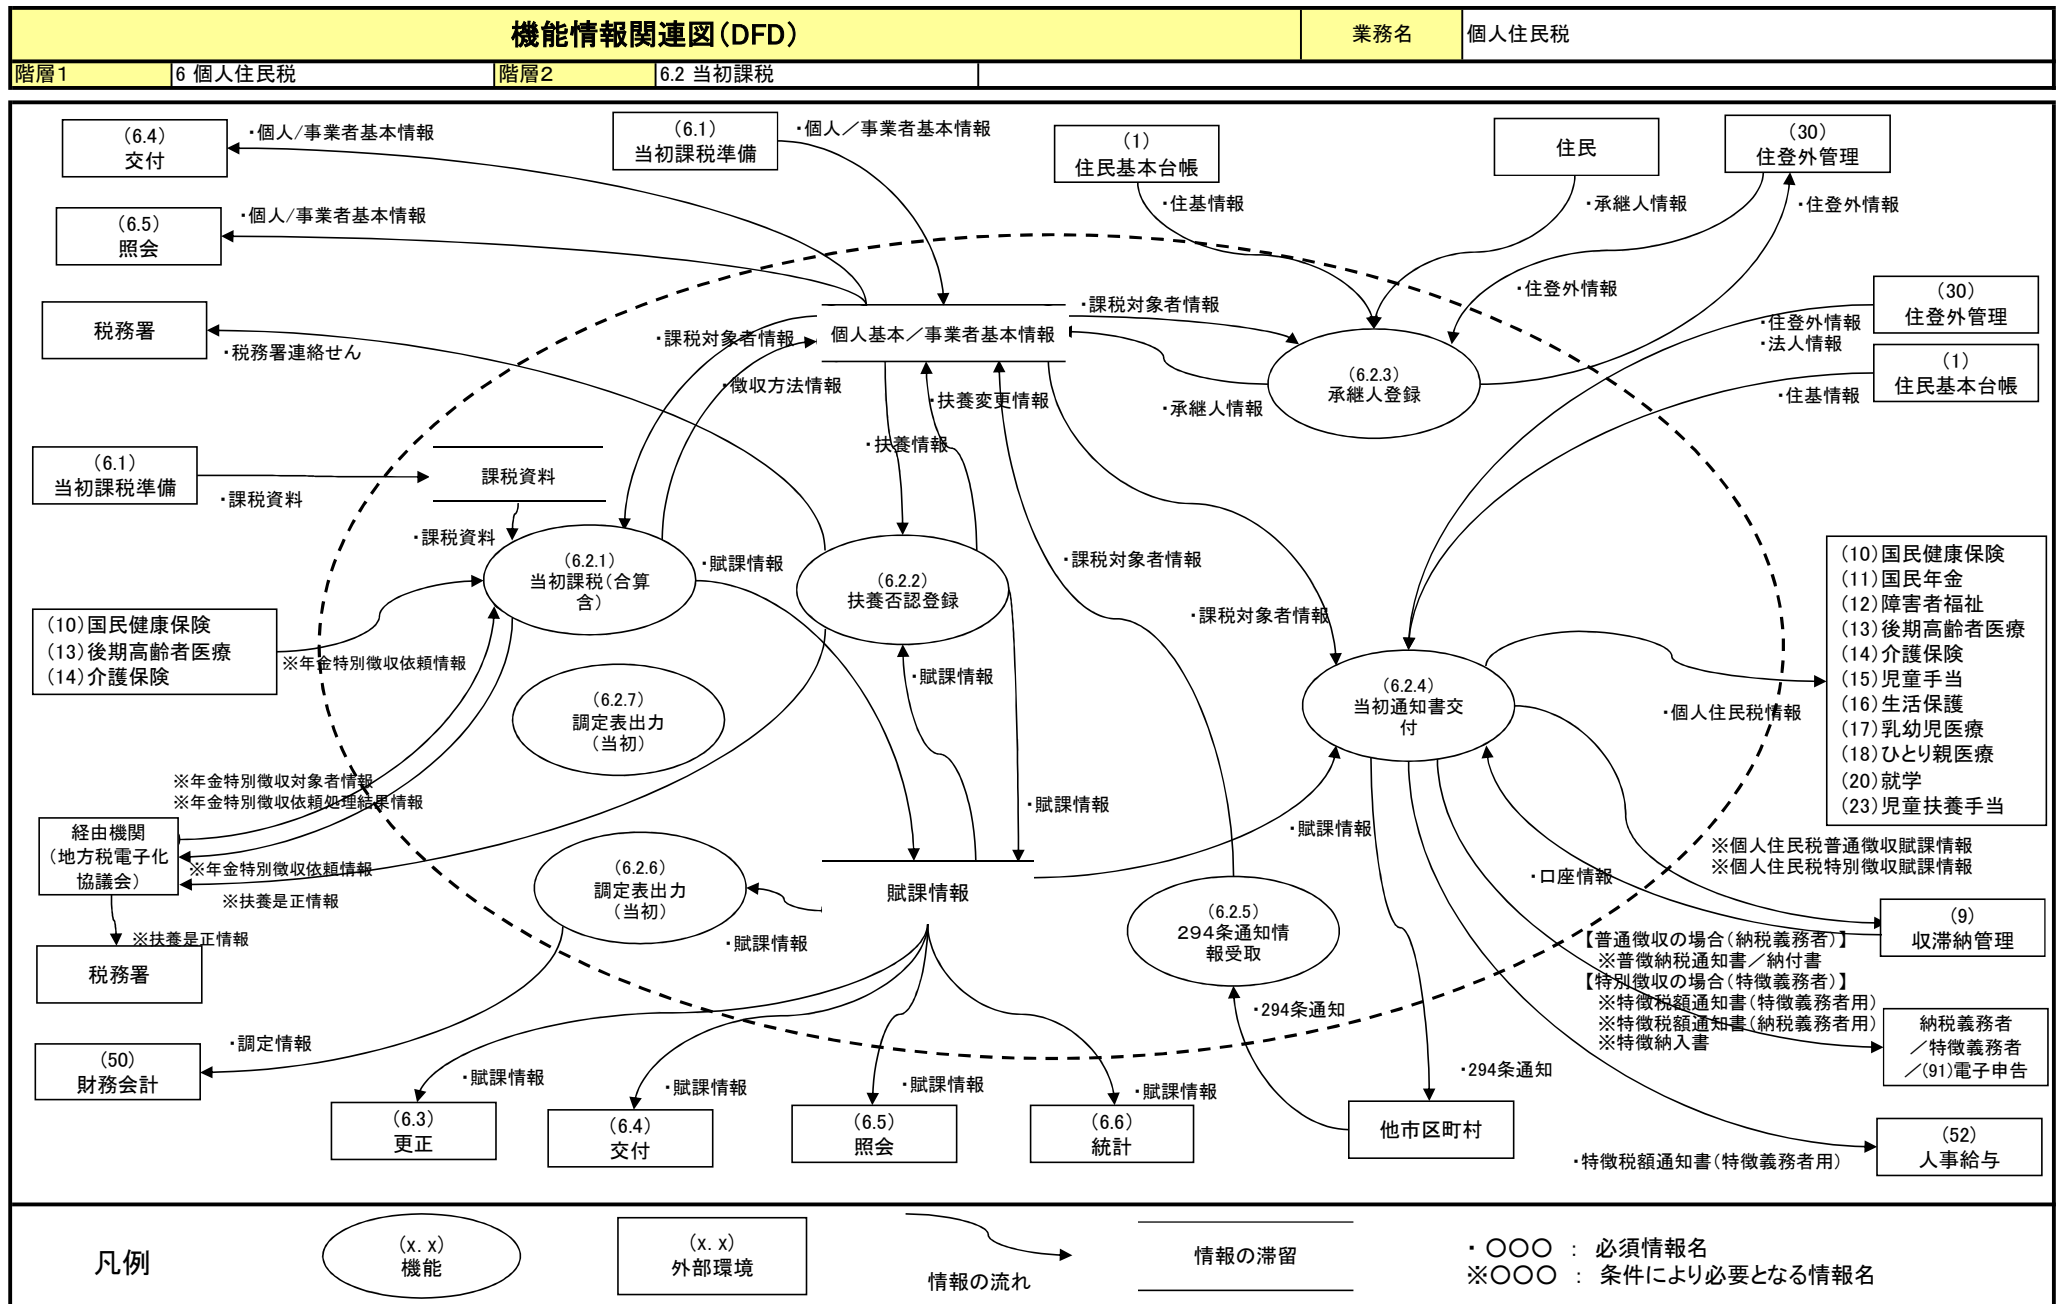 機能情報関連図(DFD)
業務名
個人住民税
階層1
6 個人住民税
階層2
6.2 当初課税
(6.4)
交付
・個人/事業者基本情報
(6.1)
当初課税準備
・個人／事業者基本情報
(1)
住民基本台帳
・住基情報
住民
・承継人情報
(30)
住登外管理
・住登外情報
(6.5)
照会
・個人/事業者基本情報
・住登外情報
(30)
住登外管理
・住登外情報
・法人情報
(1)
住民基本台帳
・住基情報
税務署
・税務署連絡せん
・課税対象者情報
個人基本／事業者基本情報
・課税対象者情報
・徴収方法情報
・扶養変更情報
・扶養情報
・承継人情報
(6.2.3)
承継人登録
(6.1)
当初課税準備
・課税資料
課税資料
・課税資料
(6.2.1)
当初課税(合算
含)
・賦課情報
(6.2.2)
扶養否認登録
・課税対象者情報
・課税対象者情報
(10)国民健康保険
(13)後期高齢者医療
(14)介護保険
※年金特別徴収依頼情報
(6.2.7)
調定表出力
(当初)
・賦課情報
(6.2.4)
当初通知書交
付
・個人住民税情報
(10)国民健康保険
(11)国民年金
(12)障害者福祉
(13)後期高齢者医療
(14)介護保険
(15)児童手当
(16)生活保護
(17)乳幼児医療
(18)ひとり親医療
(20)就学
(23)児童扶養手当
※年金特別徴収対象者情報
※年金特別徴収依頼処理結果情報
経由機関
(地方税電子化
協議会)
※年金特別徴収依頼情報
※扶養是正情報
※扶養是正情報
税務署
(6.2.6)
調定表出力
(当初)
・賦課情報
賦課情報
・賦課情報
・賦課情報
(6.2.5)
294条通知情
報受取
・294条通知
※個人住民税普通徴収賦課情報
※個人住民税特別徴収賦課情報
・口座情報
(9)
収滞納管理
【普通徴収の場合(納税義務者)】
※普徴納税通知書／納付書
【特別徴収の場合(特徴義務者)】
※特徴税額通知書(特徴義務者用)
※特徴税額通知書(納税義務者用)
※特徴納入書
納税義務者
／特徴義務者
／(91)電子申告
(50)
財務会計
・調定情報
・賦課情報
(6.3)
更正
・賦課情報
(6.4)
交付
・賦課情報
(6.5)
照会
・賦課情報
(6.6)
統計
・294条通知
他市区町村
・特徴税額通知書(特徴義務者用)
(52)
人事給与
凡例
(x. x)
機能
(x. x)
外部環境
情報の流れ
情報の滞留
・ 〇〇〇 ： 必須情報名
※〇〇〇 ： 条件により必要となる情報名